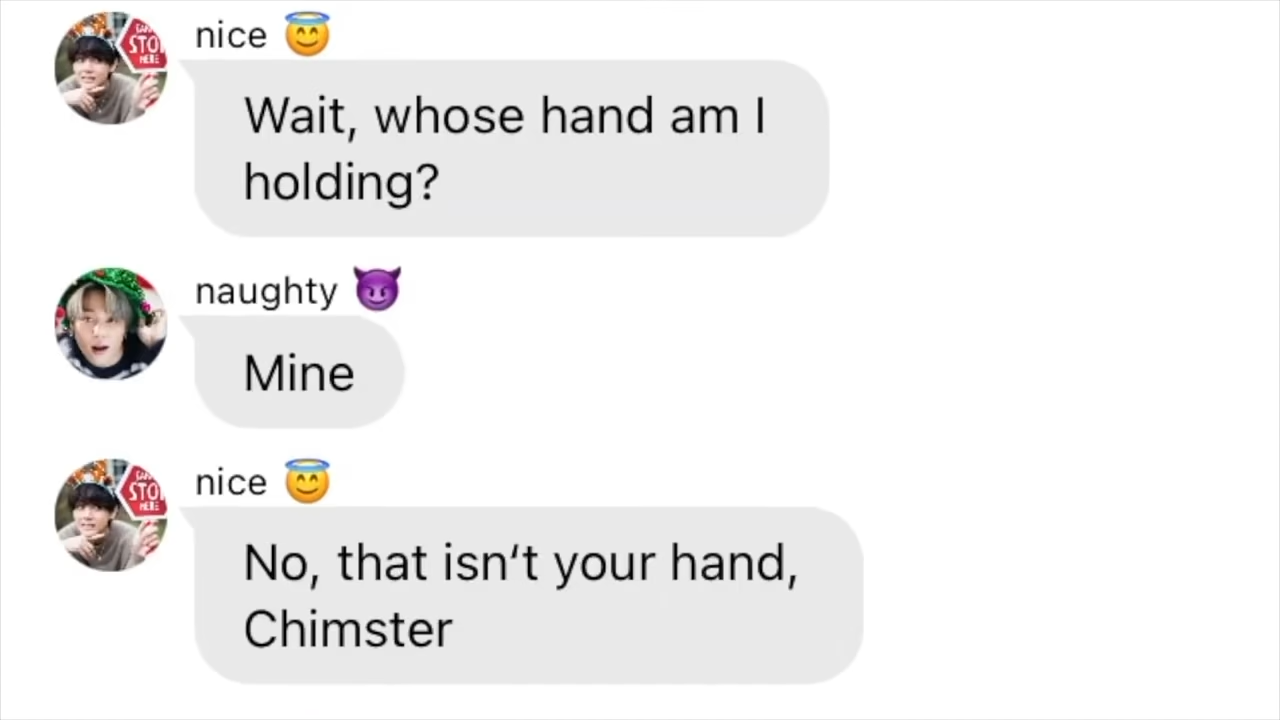 nice 😇
Wait, whose hand am I
holding?
naughty 😈
Mine
nice 😇
No, that isn‘t your hand,
Chimster